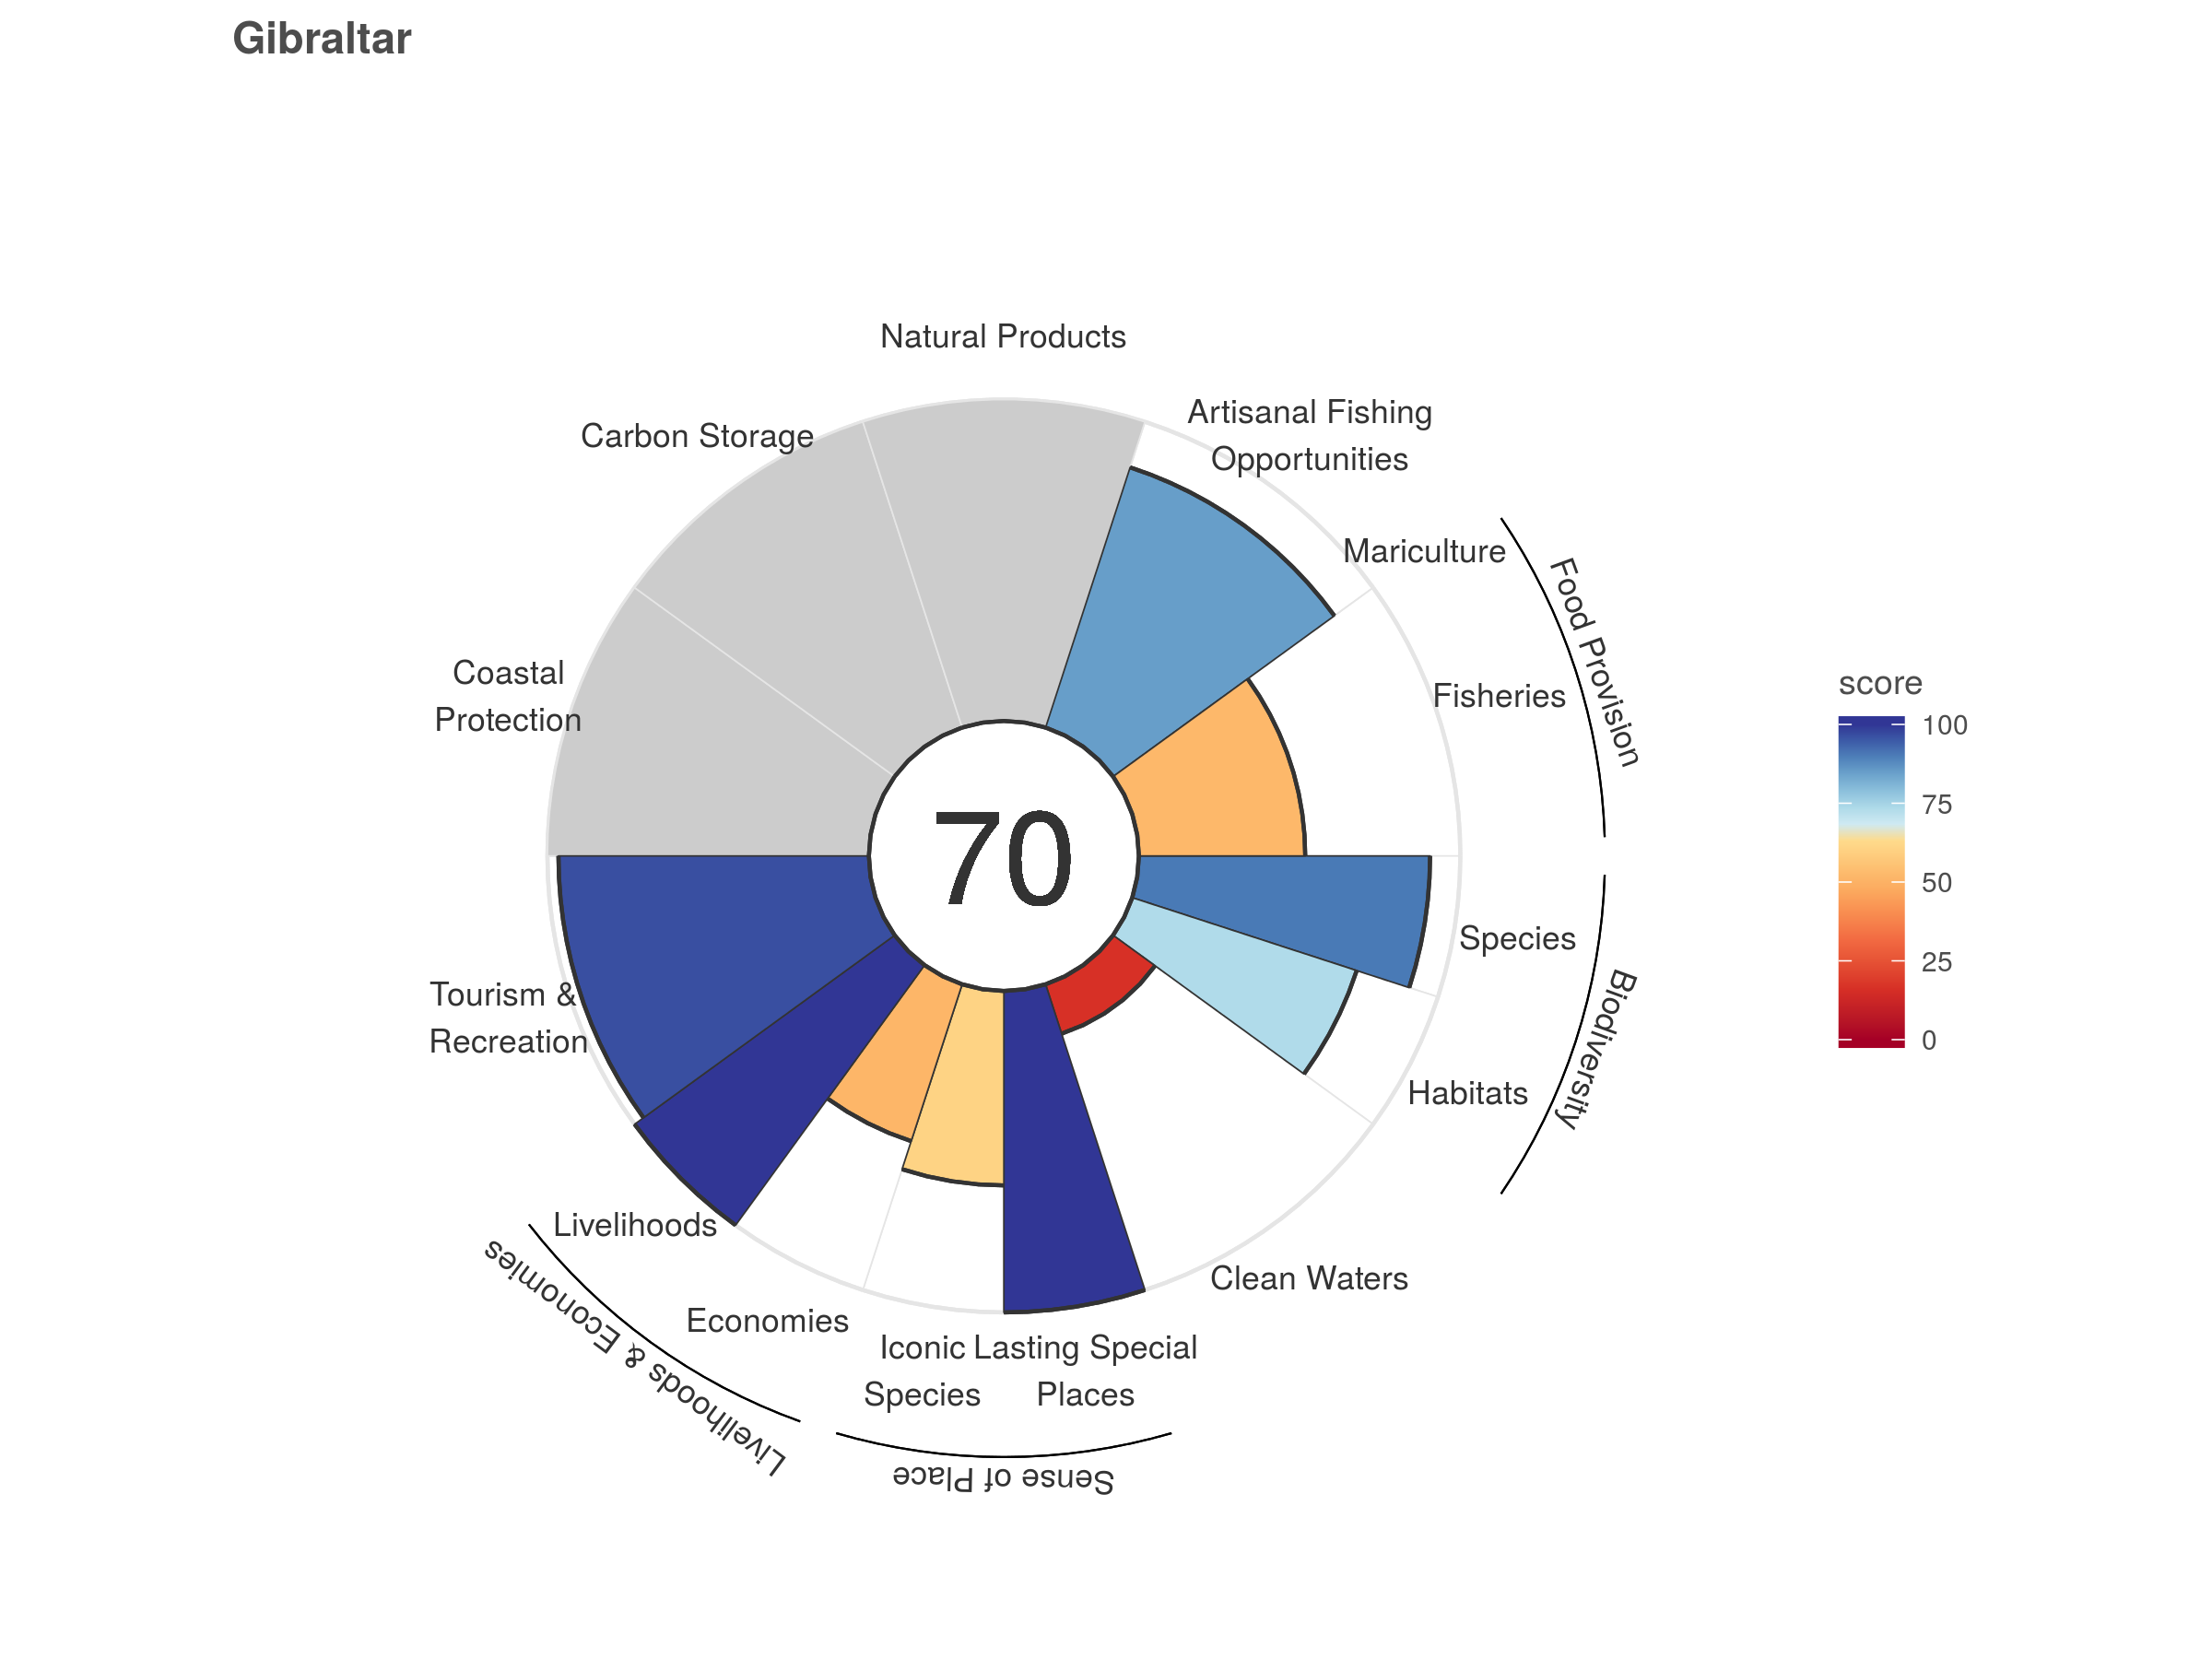 Gibraltar
Natural Products
Artisanal Fishing
Opportunities
Carbon Storage
Mariculture
Food Provision
Fisheries
Coastal
Protection
score
100
75
50
25
0
70
Species
Biodiversity
Habitats
Tourism &
Recreation
Livelihoods
Livelihoods & Economies
Economies
Clean Waters
Iconic
Species
Lasting Special
Places
Sense of Place